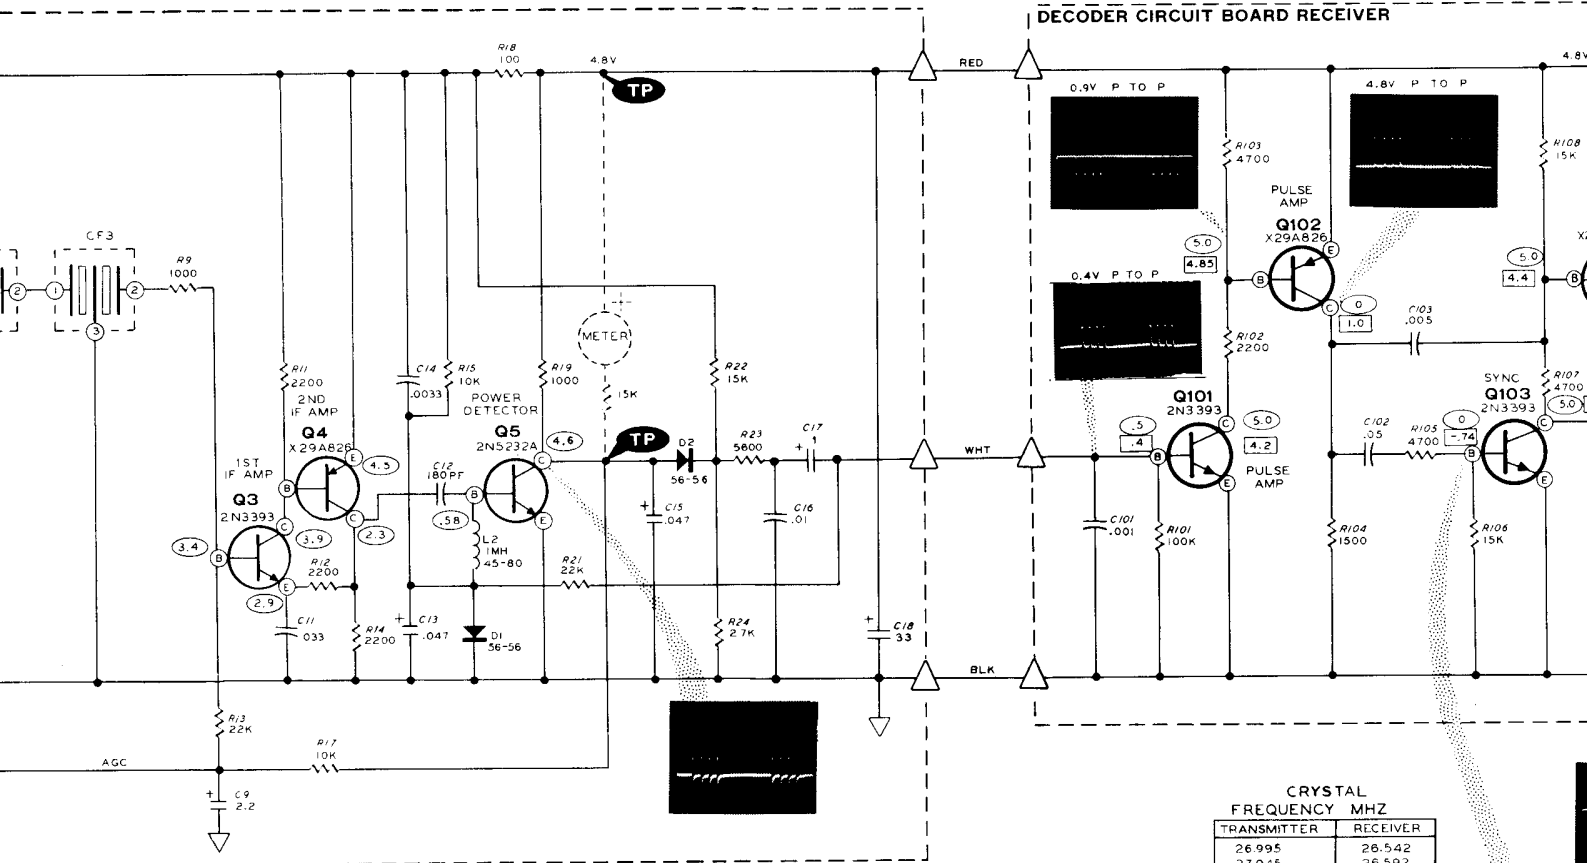 DECODER CIRCUIT BOARD RECEIVER
R18
100
4.8V
TP
RED
4.8V
0.9V P TO P
4.8V P TO P
R103
4700
R108
15K
PULSE
AMP
Q102
X29A826
E
B
C
5.0
4.85
0
1.0
5.0
4.4
B
CF3
R9
1000
2
1
2
3
0.4V P TO P
C103
.005
R102
2200
+
METER
15K
R11
2200
2ND
IF AMP
Q4
X29A826
E
B
C
4.5
2.3
C14
.0033
R15
10K
POWER
DETECTOR
Q5
2N5232A
R19
1000
R22
15K
C
B
E
4.6
.58
TP
D2
56-56
R23
5600
C17
+
1
WHT
Q101
2N3393
C
B
E
.5
.4
5.0
4.2
PULSE
AMP
SYNC
Q103
2N3393
C
B
E
R107
4700
5.0
C102
.05
R105
4700
0
-.74
1ST
IF AMP
Q3
2N3393
C
B
E
3.4
3.9
2.9
C12
180PF
C15
+
.047
C16
.01
C101
.001
R101
100K
R104
1500
R106
15K
L2
1MH
45-80
R12
2200
R21
22K
C11
033
R14
2200
C13
+
.047
D1
56-56
R24
2.7K
C18
+
33
BLK
R13
22K
R17
10K
AGC
C9
+
2.2
CRYSTAL
FREQUENCY MHZ
TRANSMITTER RECEIVER
26.995 26.542